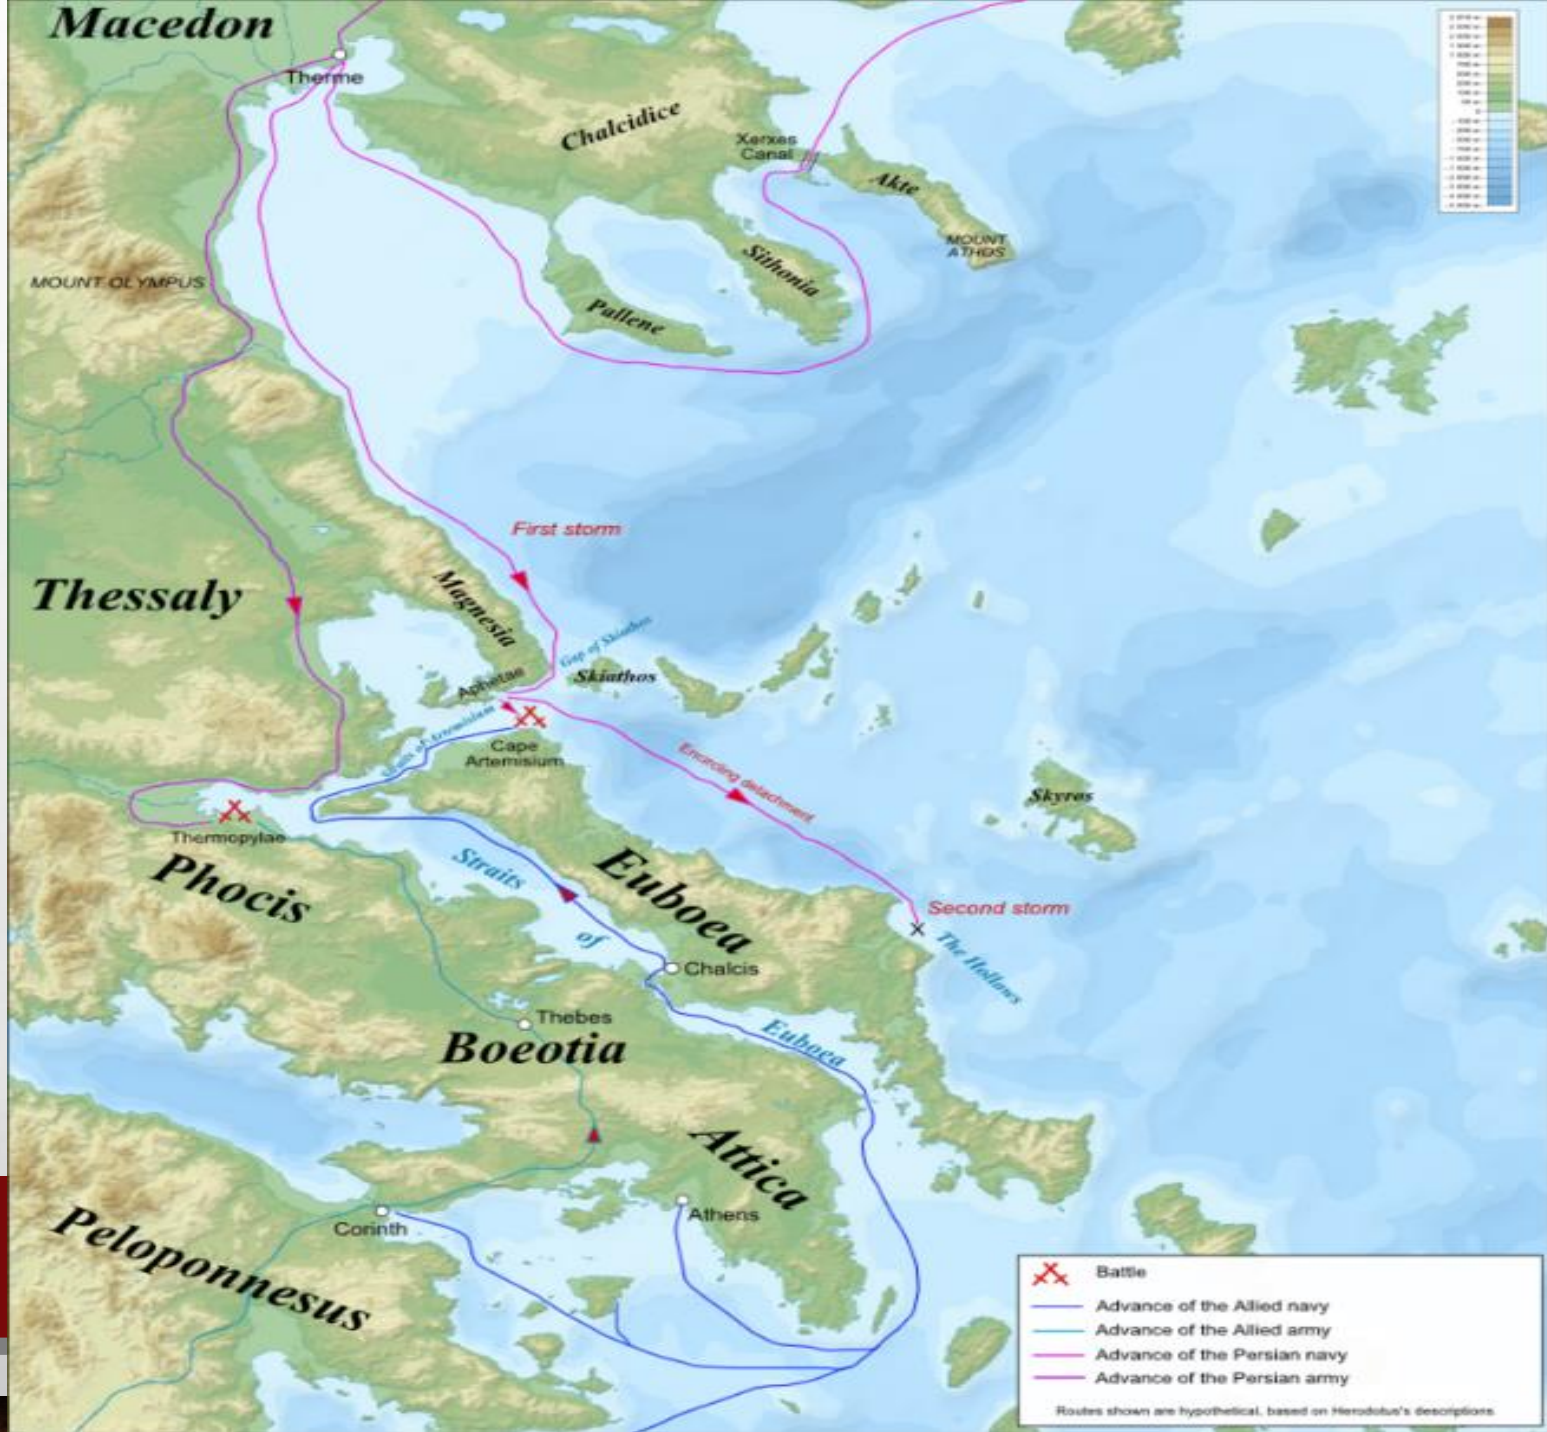 Macedon
Therme
Chalcidice
Xerxes
Canal
Akte
MOUNT
ATHOS
Sithonia
Pallene
MOUNT OLYMPUS
First storm
Thessaly
Magnesia
Gap of Skiathos
Skiathos
Aphetae
Straits of Artemisium
Cape
Artemisium
Encircling detachment
Skyros
Thermopylae
Phocis
Straits
of
Euboea
Euboea
Second storm
The Hollows
Chalcis
Thebes
Boeotia
Attica
Athens
Corinth
Peloponnesus
Battle
Advance of the Allied navy
Advance of the Allied army
Advance of the Persian navy
Advance of the Persian army
Routes shown are hypothetical, based on Herodotus's descriptions